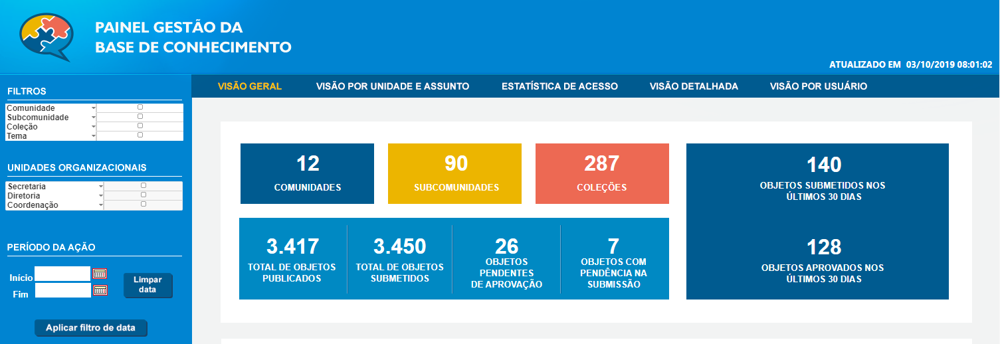 PAINEL GESTÃO DA
BASE DE CONHECIMENTO
ATUALIZADO EM 03/10/2019 08:01:02
VISÃO GERAL
VISÃO POR UNIDADE E ASSUNTO
ESTATÍSTICA DE ACESSO
VISÃO DETALHADA
VISÃO POR USUÁRIO
FILTROS
Comunidade
Subcomunidade
Coleção
Tema
UNIDADES ORGANIZACIONAIS
Secretaria
Diretoria
Coordenação
PERÍODO DA AÇÃO
Início
Fim
Limpar
data
Aplicar filtro de data
12
COMUNIDADES
90
SUBCOMUNIDADES
287
COLEÇÕES
3.417
TOTAL DE OBJETOS
PUBLICADOS
3.450
TOTAL DE OBJETOS
SUBMETIDOS
26
OBJETOS
PENDENTES
DE APROVAÇÃO
7
OBJETOS COM
PENDÊNCIA NA
SUBMISSÃO
140
OBJETOS SUBMETIDOS NOS
ÚLTIMOS 30 DIAS
128
OBJETOS APROVADOS NOS
ÚLTIMOS 30 DIAS